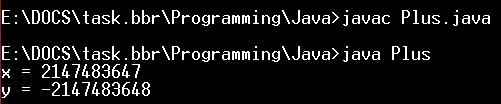 E:\DOCS\task.bbr\Programming\Java>javac Plus.java
E:\DOCS\task.bbr\Programming\Java>java Plus
x = 2147483647
y = -2147483648